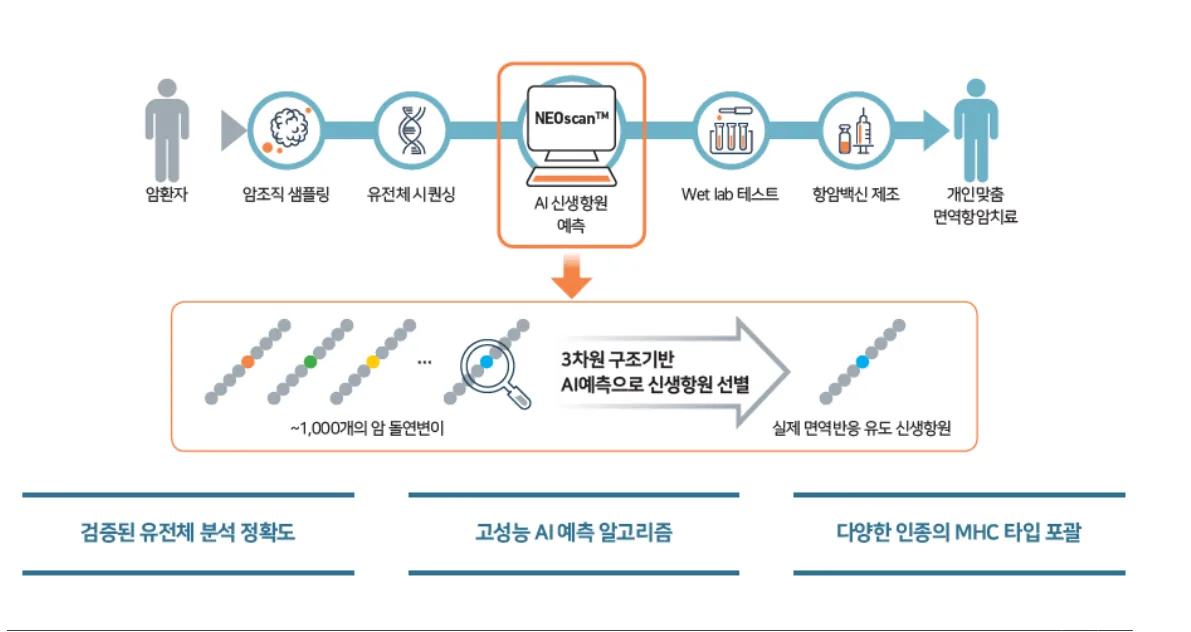 NEOscan™
암환자
암조직 샘플링
유전체 시퀀싱
AI 신생항원
예측
Wet lab 테스트
항암백신 제조
개인맞춤
면역항암치료
...
3차원 구조기반
AI예측으로 신생항원 선별
~1,000개의 암 돌연변이
실제 면역반응 유도 신생항원
검증된 유전체 분석 정확도
고성능 AI 예측 알고리즘
다양한 인종의 MHC 타입 포괄